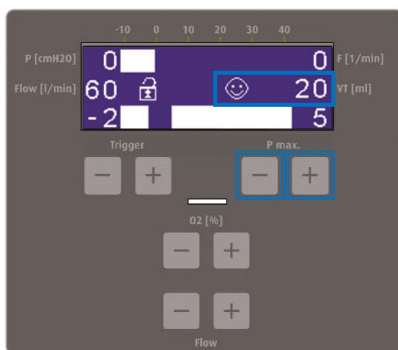 -10 0 10 20 30 40
P [cmH2O] 0 0 F [1/min]
Flow [l/min] 60 20 VT [ml]
-2 5
Trigger P max.
- + - +
O2 [%]
- +
- +
Flow